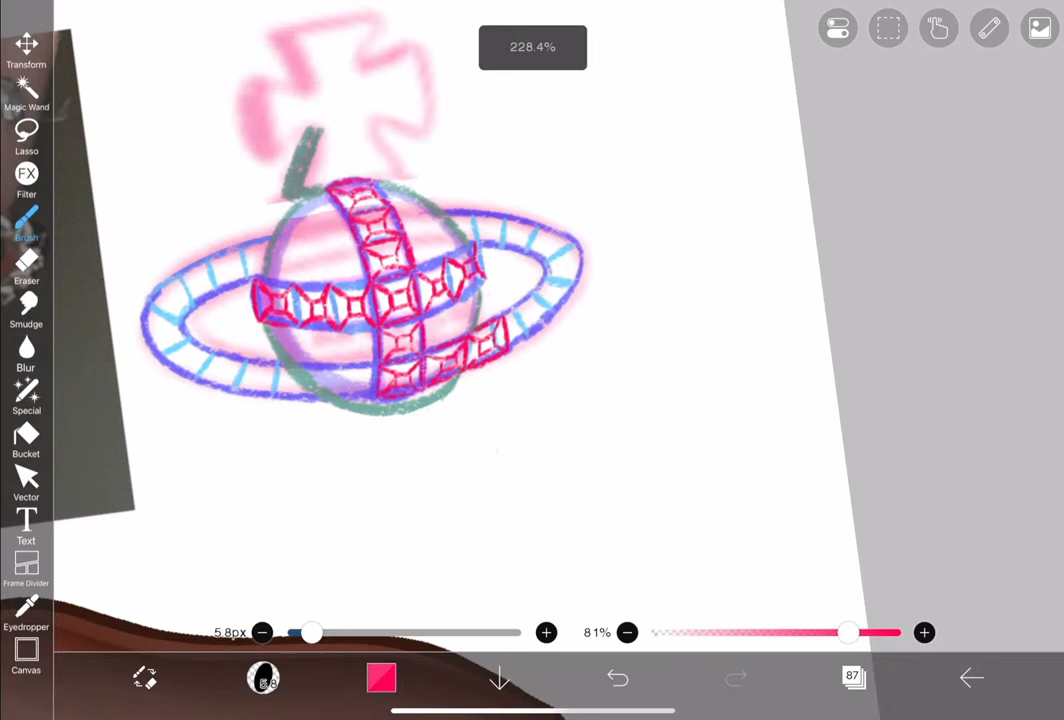 228.4%
Transform
Magic Wand
Lasso
FX
Filter
Brush
Eraser
Smudge
Blur
Special
Bucket
Vector
T
Text
Frame Divider
Eyedropper
Canvas
5.8px
81%
87